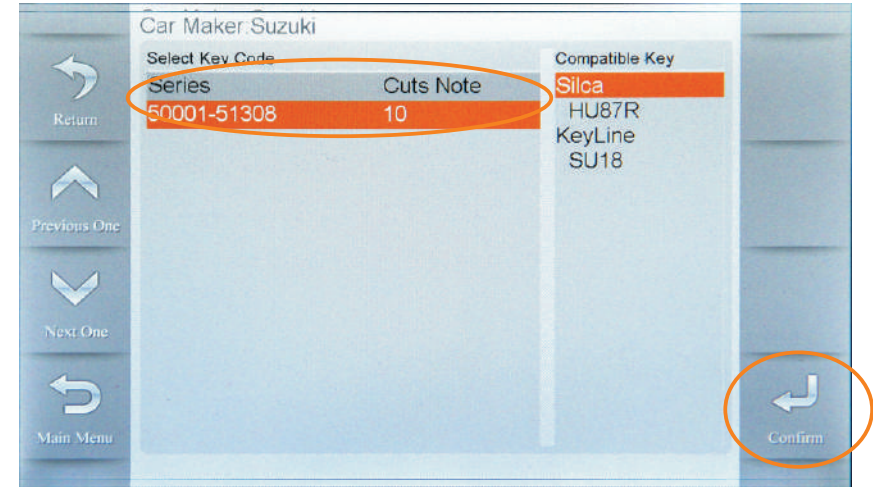 Car Maker:Suzuki
Select Key Code
Series Cuts Note
50001-51308 10
Compatible Key
Silca
HU87R
KeyLine
SU18
Return
Previous One
Next One
Main Menu
Confirm